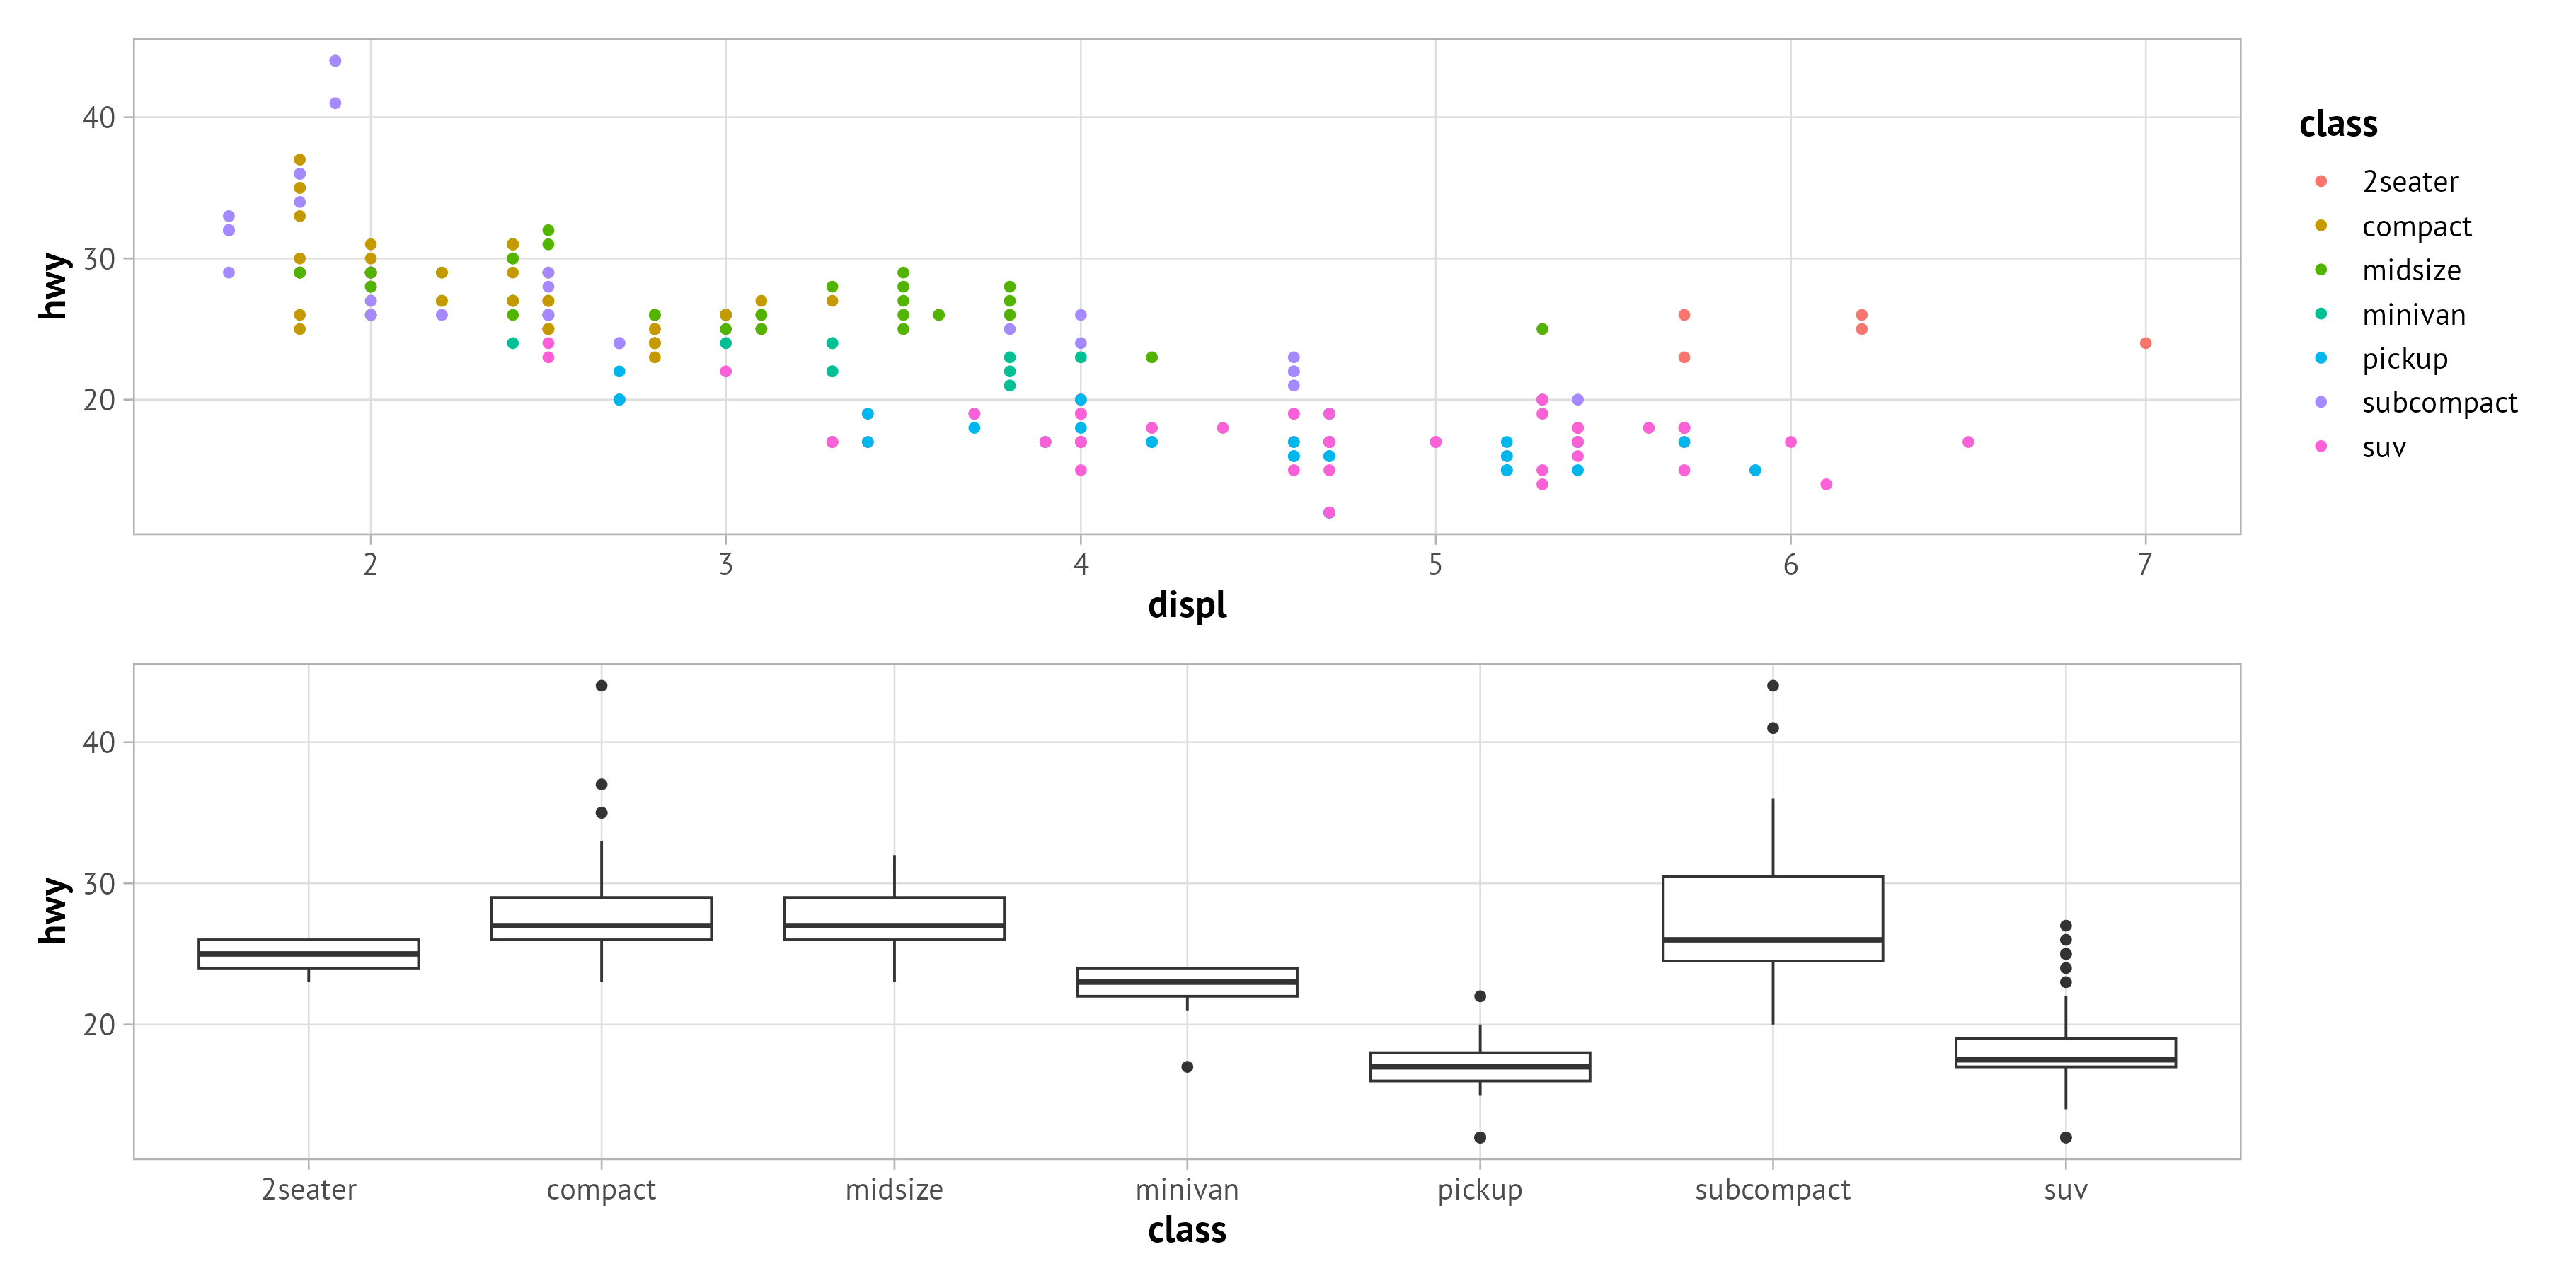 hwy
40
30
20
2 3 4 5 6 7
displ
class
2seater
compact
midsize
minivan
pickup
subcompact
suv
hwy
40
30
20
2seater compact midsize minivan pickup subcompact suv
class